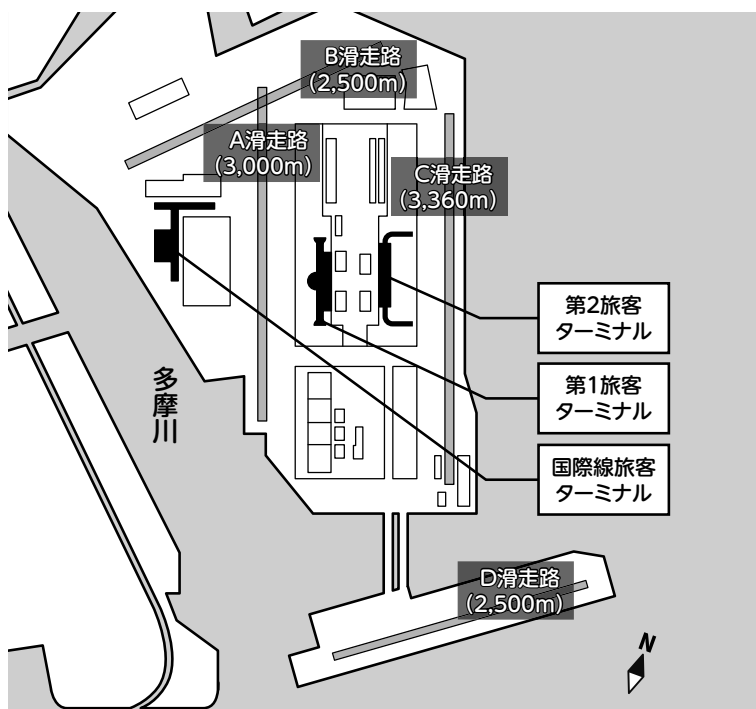 B滑走路
(2,500m)
A滑走路
(3,000m)
C滑走路
(3,360m)
第2旅客
ターミナル
第1旅客
ターミナル
多摩川
国際線旅客
ターミナル
D滑走路
(2,500m)
N